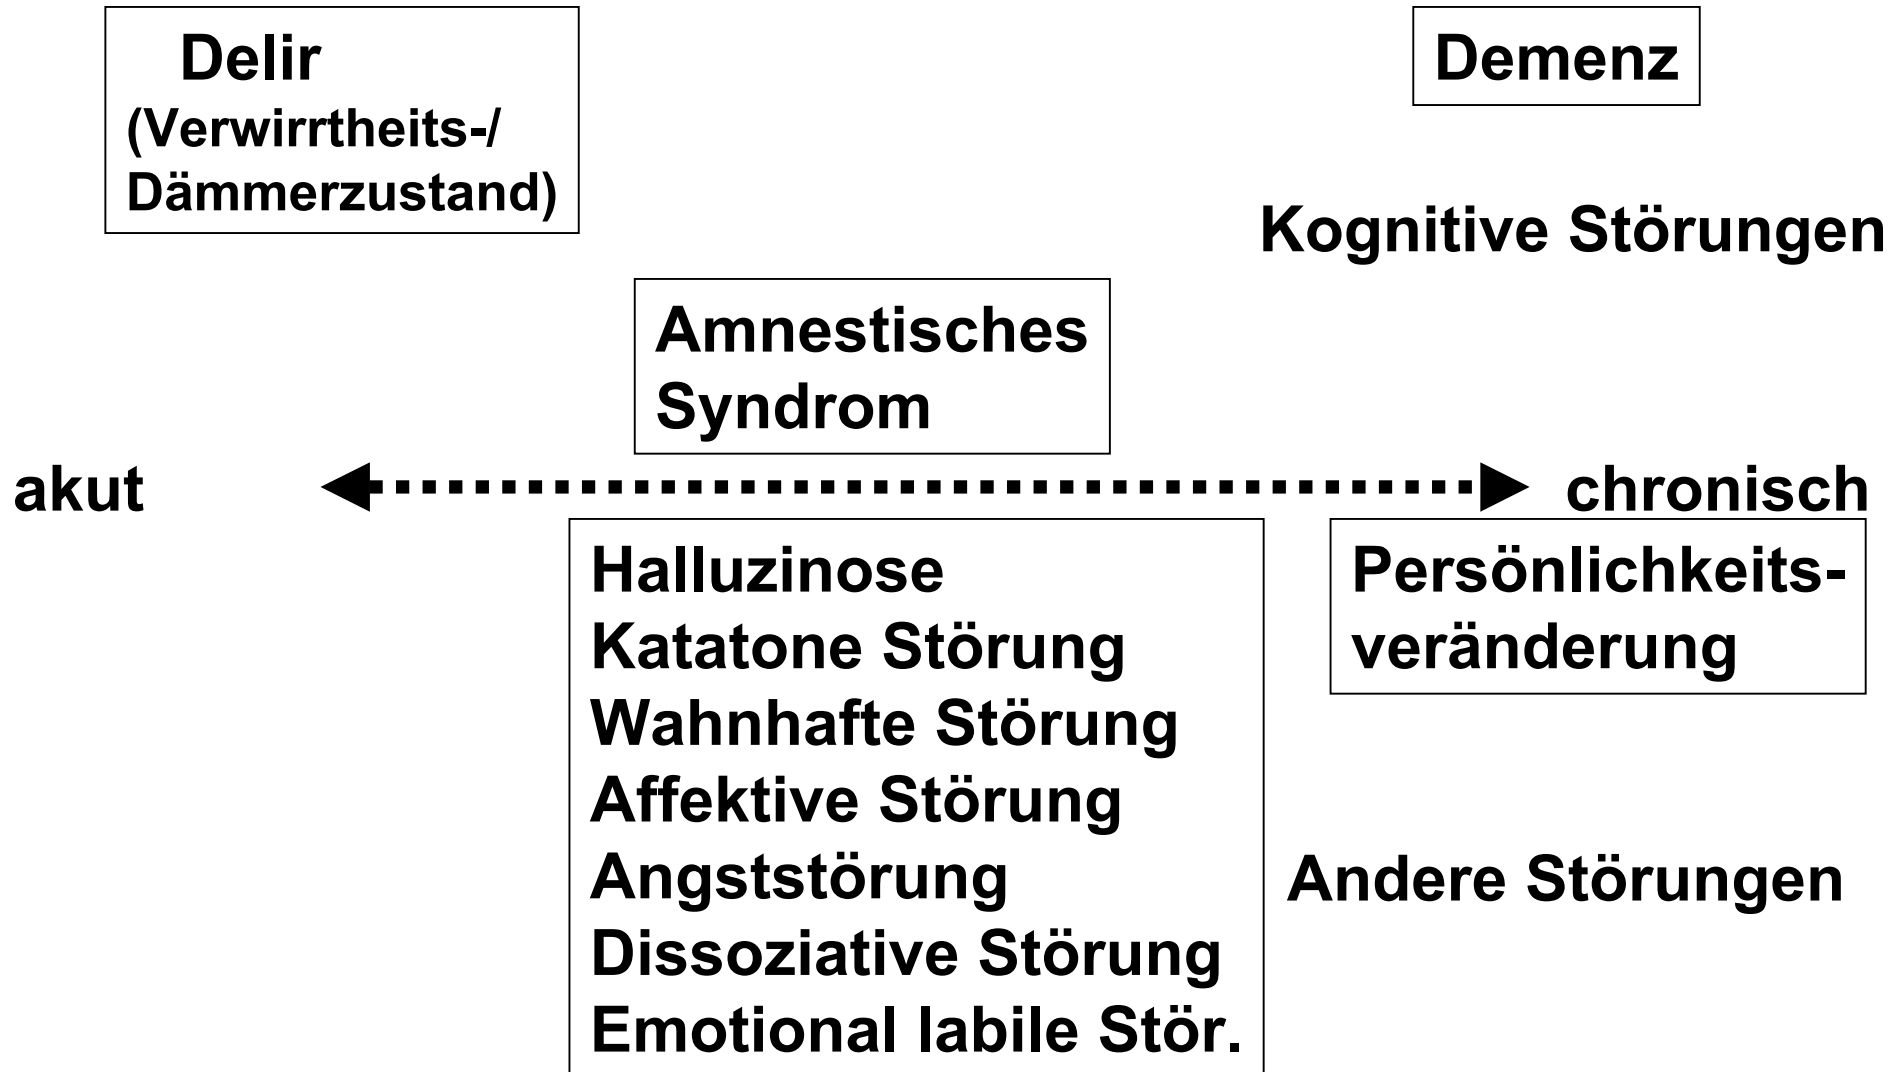 Delir
(Verwirrtheits-/
Dämmerzustand)
Demenz
Kognitive Störungen
Amnestisches
Syndrom
akut
chronisch
Halluzinose
Katatone Störung
Wahnhafte Störung
Affektive Störung
Angststörung
Dissoziative Störung
Emotional labile Stör.
Persönlichkeits-
veränderung
Andere Störungen